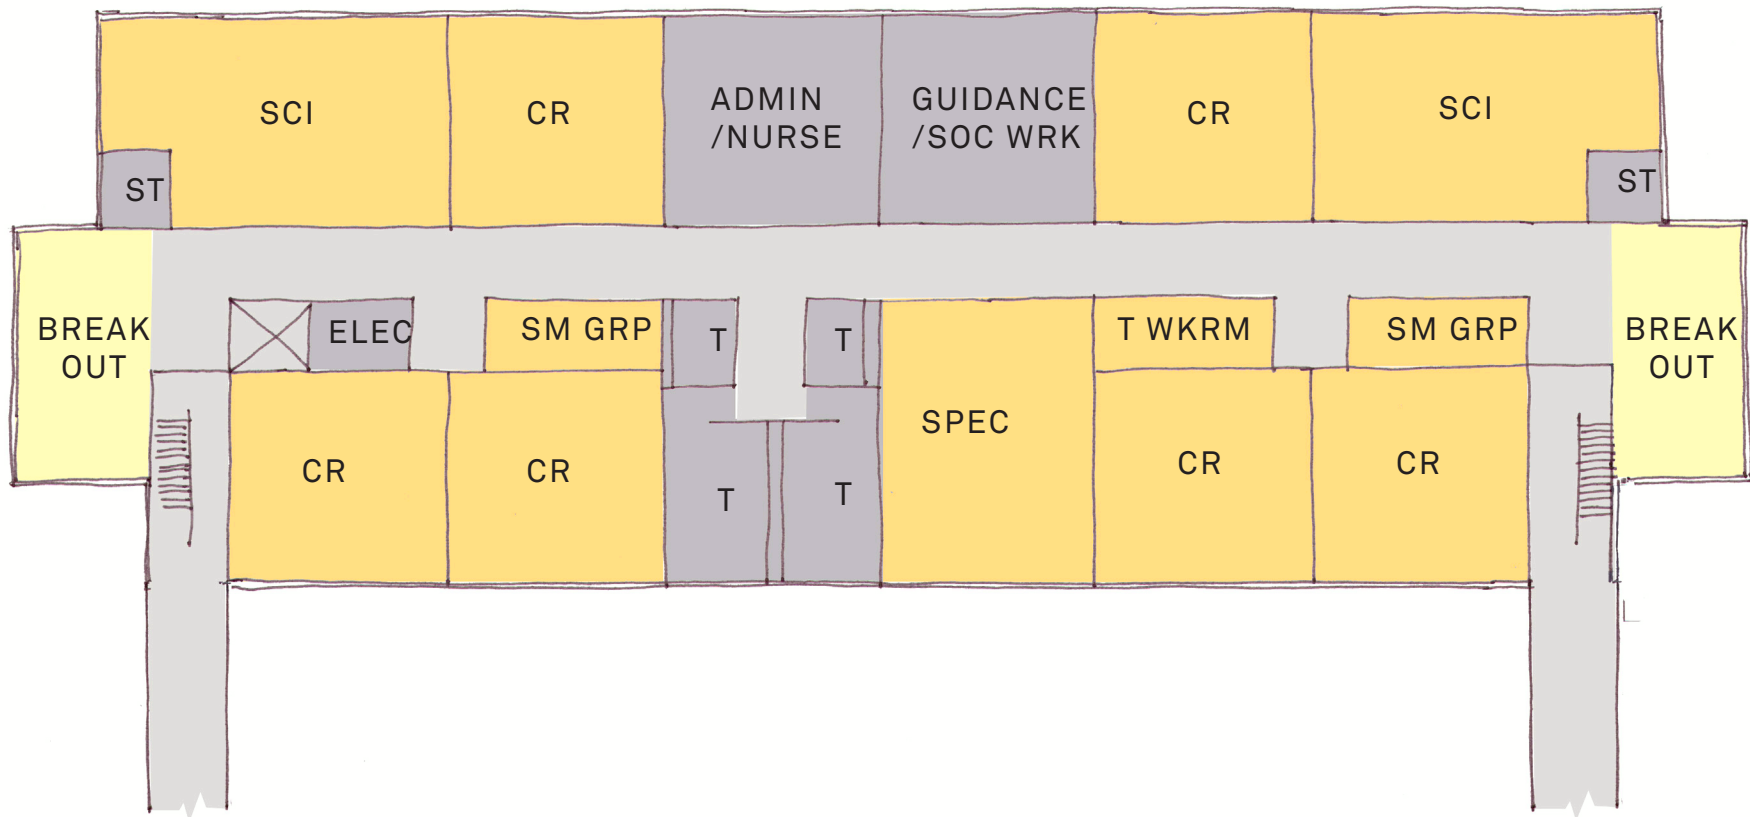 SCI
CR
ADMIN
/NURSE
GUIDANCE
/SOC WRK
CR
SCI
ST
ST
BREAK
OUT
ELEC
SM GRP
T
T
T WKRM
SM GRP
BREAK
OUT
SPEC
CR
CR
T
T
CR
CR